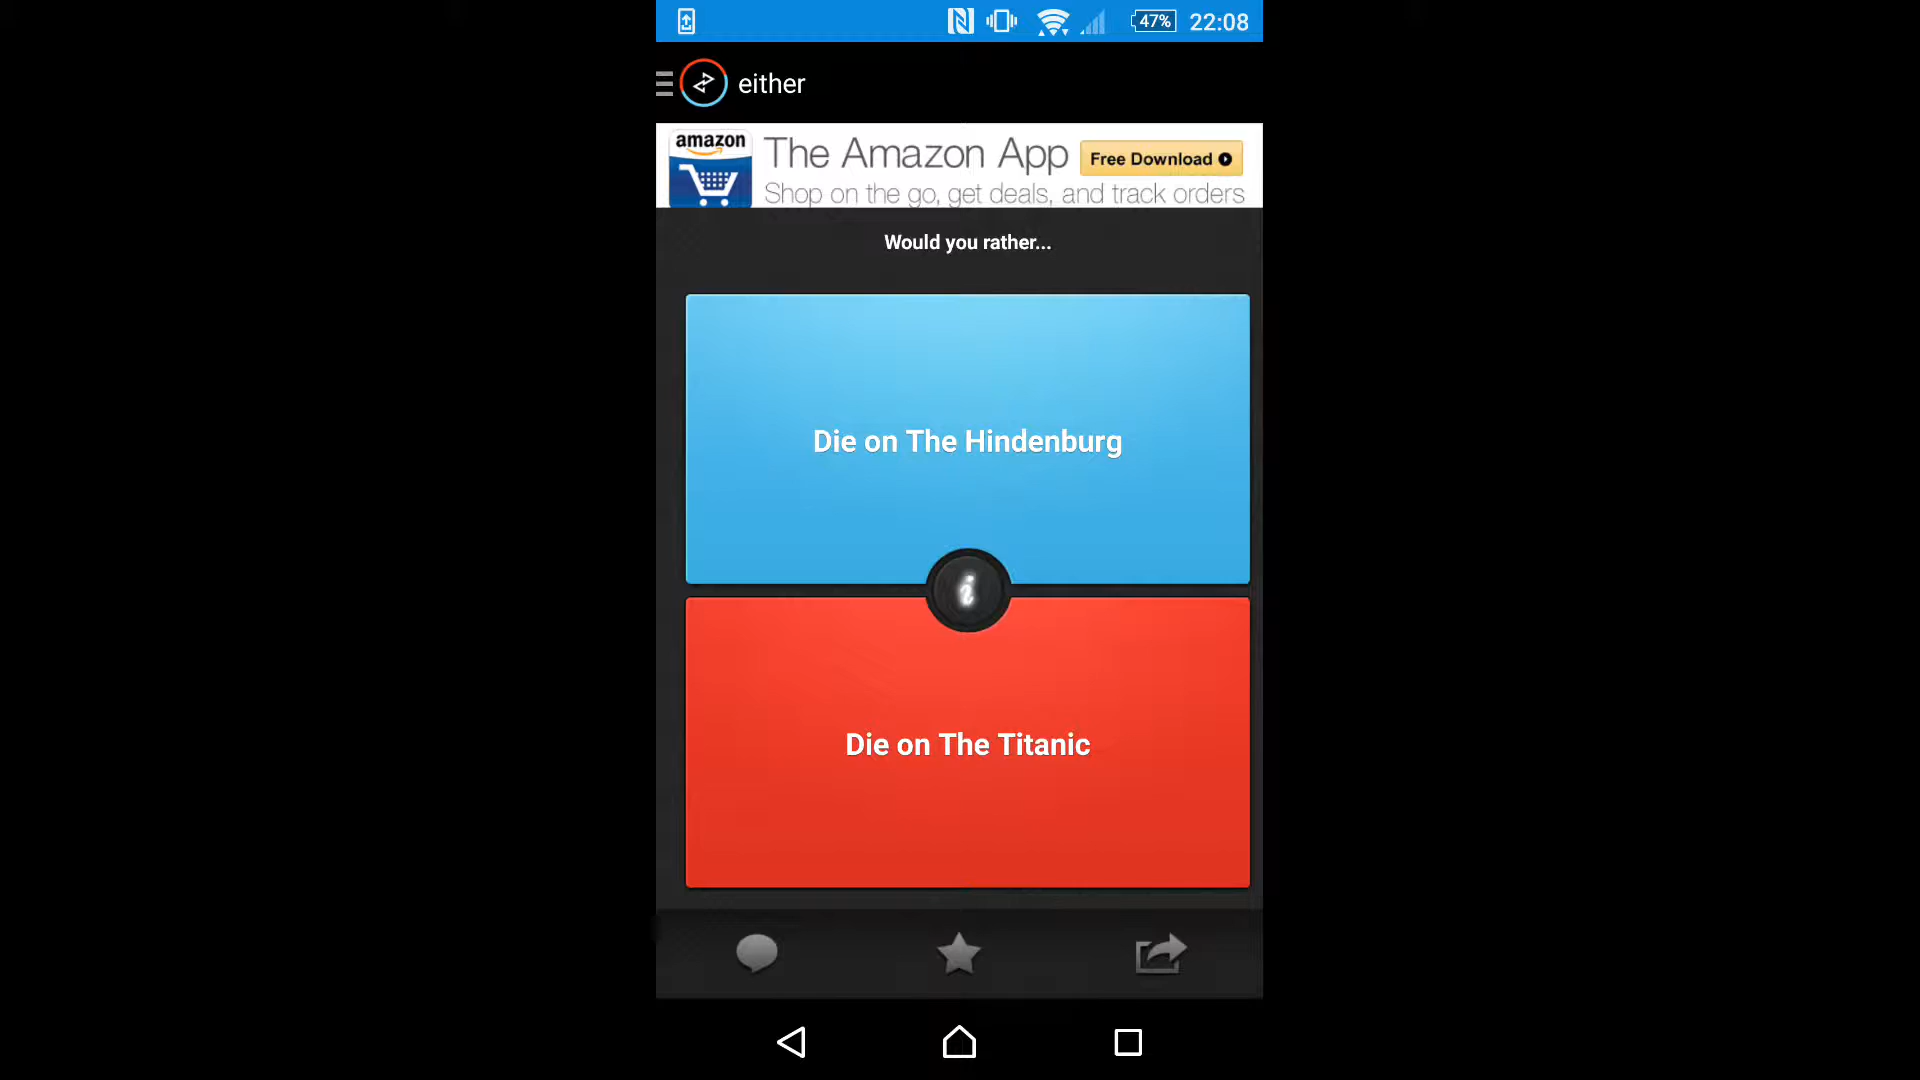 47% 22:08
either
amazon
The Amazon App
Free Download
Shop on the go, get deals, and track orders
Would you rather...
Die on The Hindenburg
i
Die on The Titanic